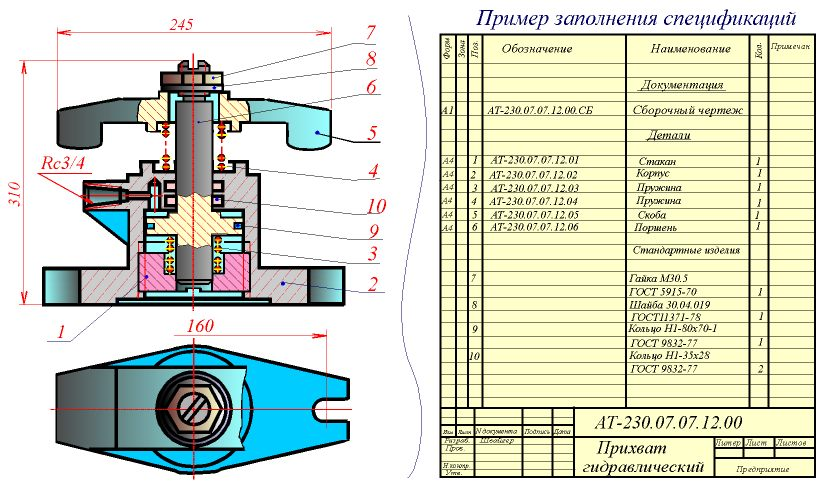 Пример заполнения спецификаций
245
310
160
Rc3/4
7
8
6
5
4
10
9
3
2
1
Форм Зона Поз. Обозначение Наименование Кол. Примечан
Документация
А1 АТ-230.07.07.12.00.СБ Сборочный чертеж
Детали
А4 1 АТ-230.07.07.12.01 Стакан 1
А4 2 АТ-230.07.07.12.02 Корпус 1
А4 3 АТ-230.07.07.12.03 Пружина 1
А4 4 АТ-230.07.07.12.04 Пружина 1
А4 5 АТ-230.07.07.12.05 Скоба 1
А4 6 АТ-230.07.07.12.06 Поршень 1
Стандартные изделия
7 Гайка М30.5
ГОСТ 5915-70 1
8 Шайба 30.04.019
ГОСТ11371-78 1
9 Кольцо Н1-80х70-1
ГОСТ 9832-77 1
10 Кольцо Н1-35х28
ГОСТ 9832-77 2
АТ-230.07.07.12.00
Изм Лист N документа Подпись Дата
Разраб. Швайгер
Пров.
Н.контр.
Утв.
Прихват
гидравлический
Литер Лист Листов
Предприятие